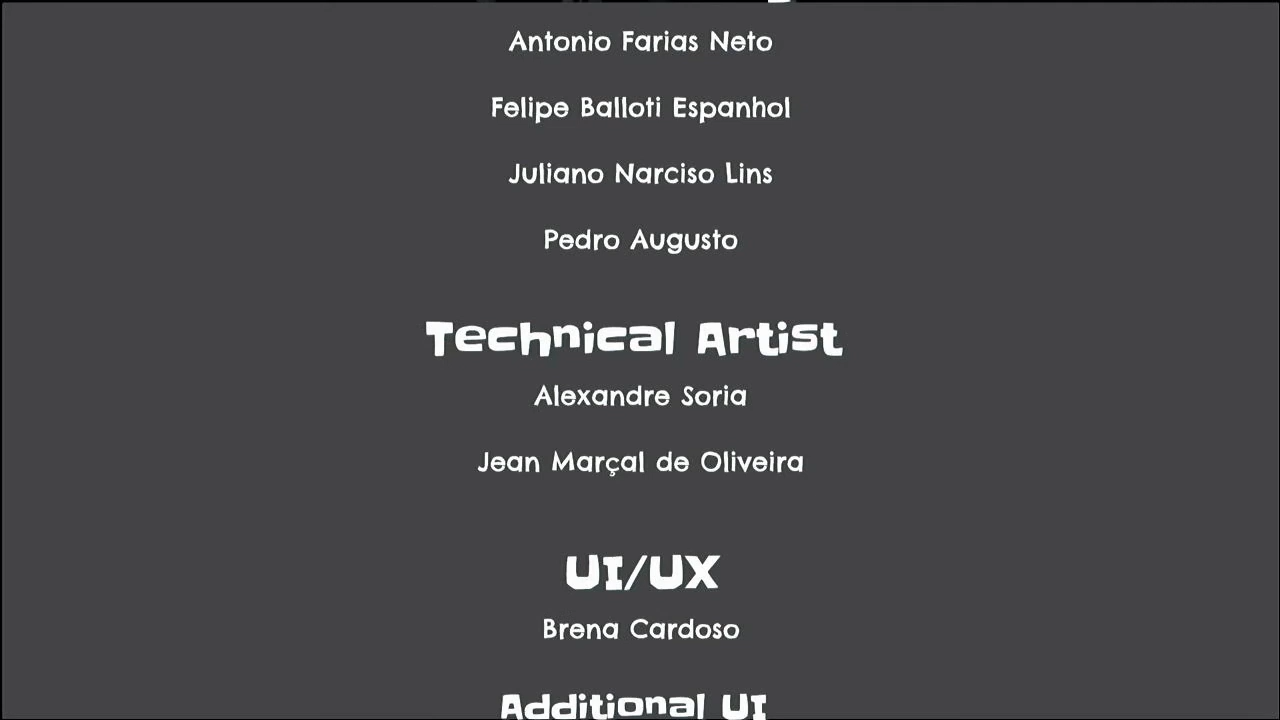 Antonio Farias Neto
Felipe Balloti Espanhol
Juliano Narciso Lins
Pedro Augusto
Technical Artist
Alexandre Soria
Jean Marçal de Oliveira
UI/UX
Brena Cardoso
Additional UI